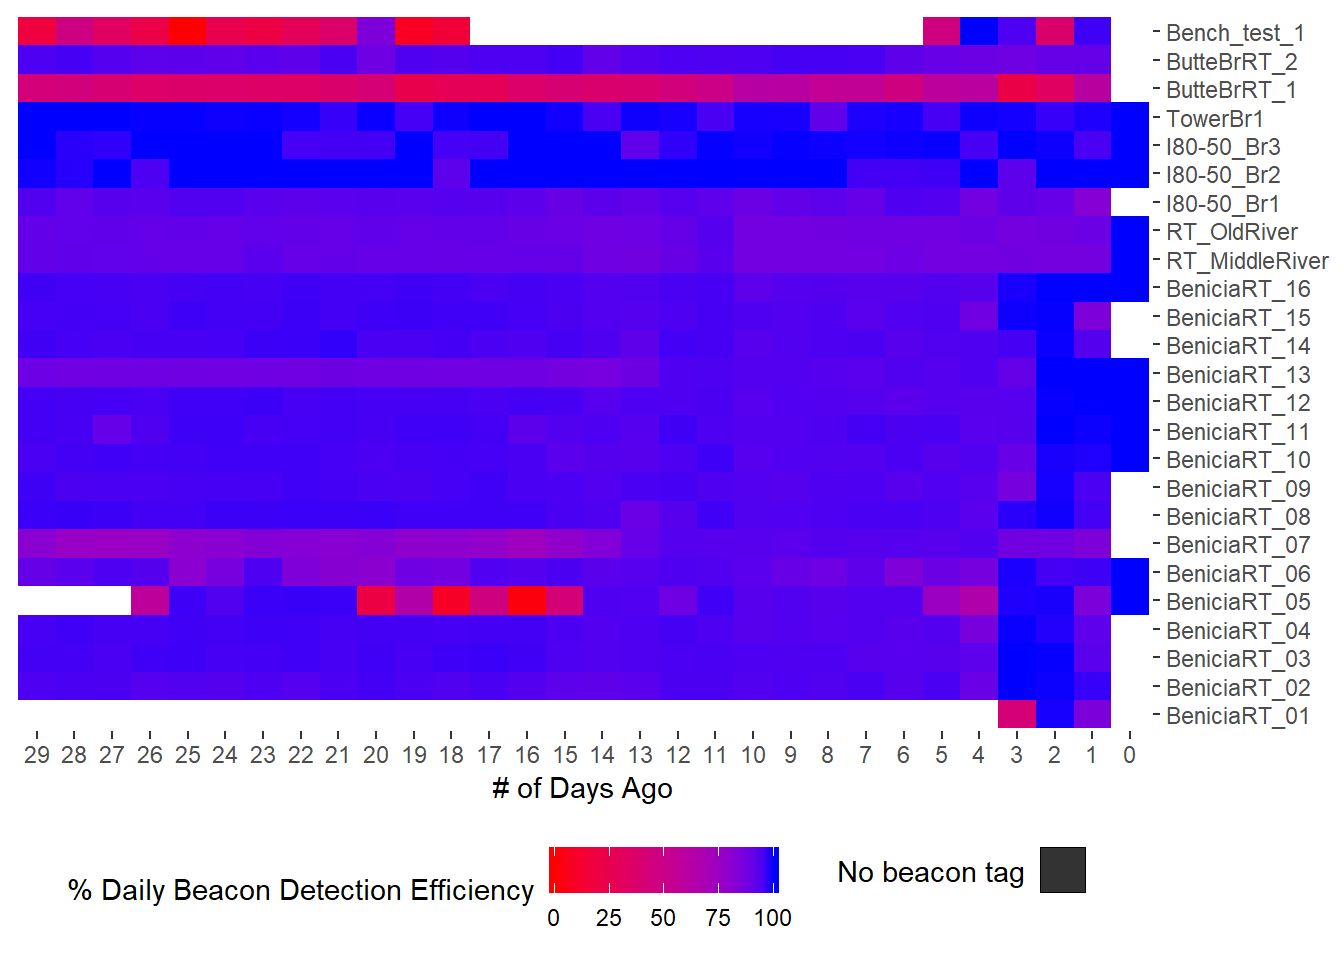 Bench_test_1
ButteBrRT_2
ButteBrRT_1
TowerBr1
I80-50_Br3
I80-50_Br2
I80-50_Br1
RT_OldRiver
RT_MiddleRiver
BeniciaRT_16
BeniciaRT_15
BeniciaRT_14
BeniciaRT_13
BeniciaRT_12
BeniciaRT_11
BeniciaRT_10
BeniciaRT_09
BeniciaRT_08
BeniciaRT_07
BeniciaRT_06
BeniciaRT_05
BeniciaRT_04
BeniciaRT_03
BeniciaRT_02
BeniciaRT_01
29 28 27 26 25 24 23 22 21 20 19 18 17 16 15 14 13 12 11 10 9 8 7 6 5 4 3 2 1 0
# of Days Ago
% Daily Beacon Detection Efficiency
0 25 50 75 100
No beacon tag